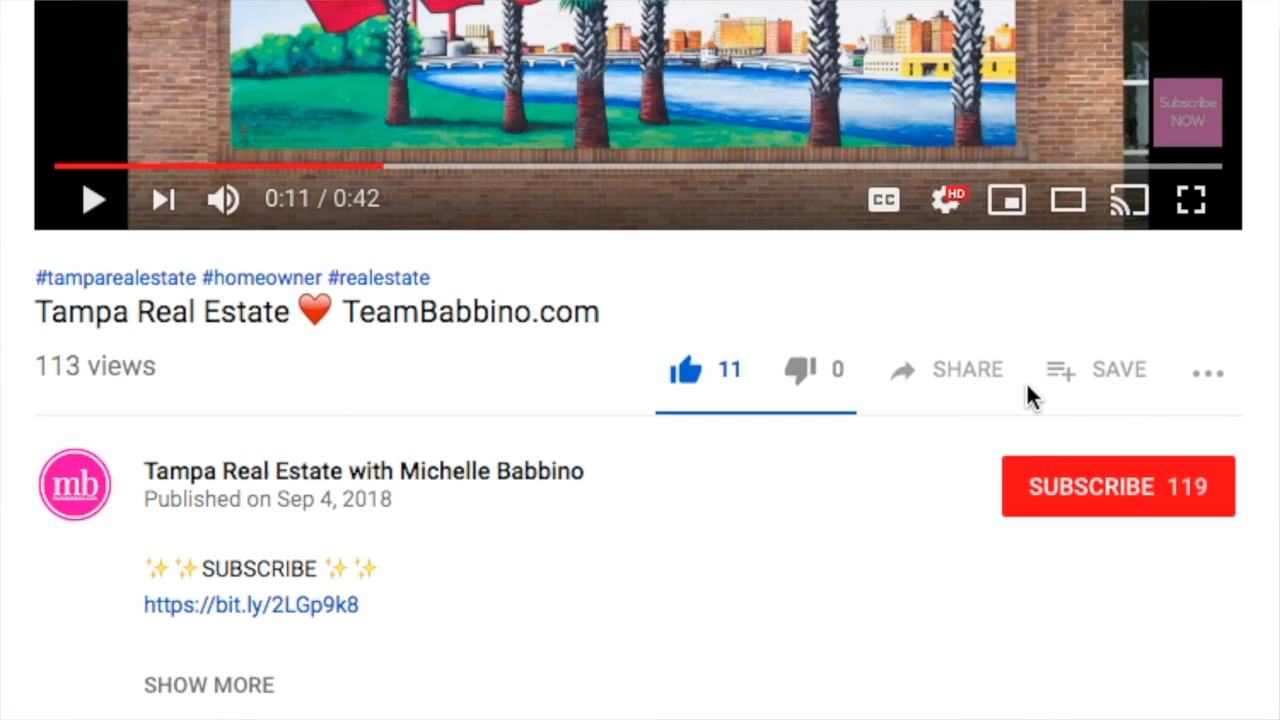 Subscribe
NOW
0:11 / 0:42
CC
HD
#tamparealestate #homeowner #realestate
Tampa Real Estate ❤️ TeamBabbino.com
113 views
11
0
SHARE
SAVE
mb
Tampa Real Estate with Michelle Babbino
Published on Sep 4, 2018
SUBSCRIBE 119
✨✨SUBSCRIBE ✨✨
https://bit.ly/2LGp9k8
SHOW MORE